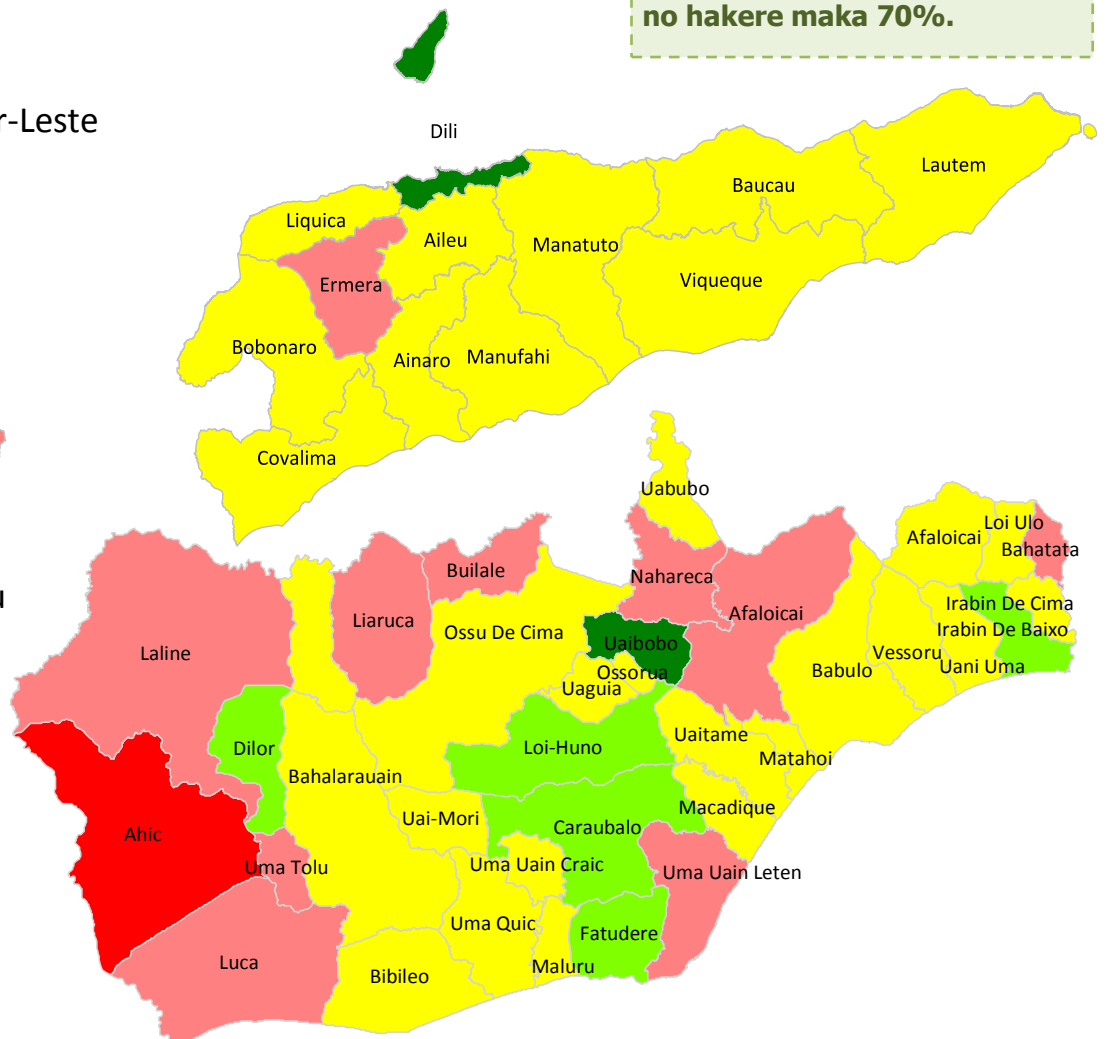 no hakere maka 70%.
r-Leste
Dili
Lautem
Baucau
Liquica
Aileu
Manatuto
Viqueque
Ermera
Bobonaro
Ainaro
Manufahi
Covalima
Uabubo
Loi Ulo
Afaloicai
Bahatata
Builale
Nahareca
u
Irabin De Cima
Afaloicai
Liaruca
Ossu De Cima
Irabin De Baixo
Uaibobo
Laline
Vessoru
Uani Uma
Ossorua
Babulo
Uaguia
Uaitame
Dilor
Loi-Huno
Matahoi
Bahalarauain
Macadique
Uai-Mori
Caraubalo
Ahic
Uma Tolu
Uma Uain Craic
Uma Uain Leten
Uma Quic
Fatudere
Luca
Maluru
Bibileo